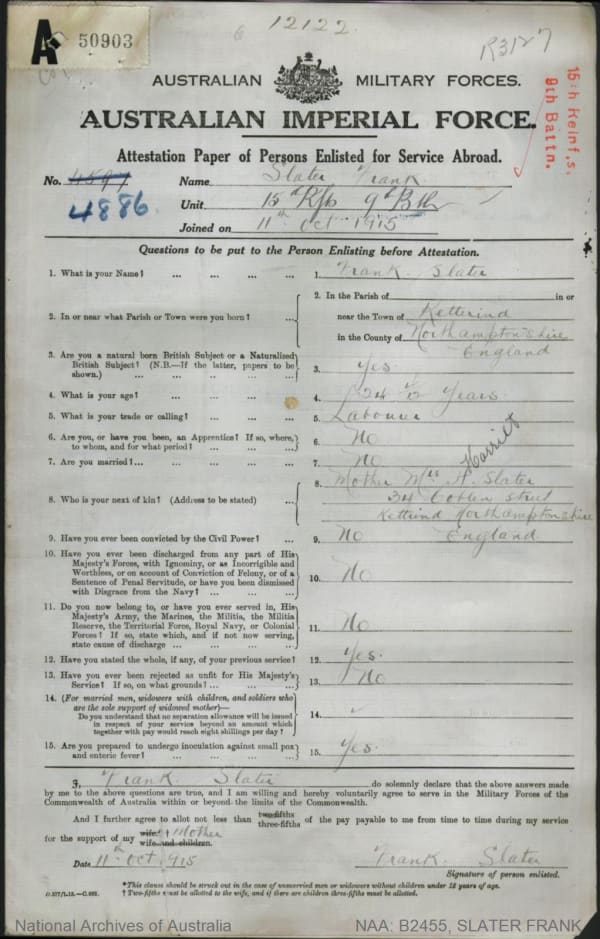 12122
A 50903
R3127
AUSTRALIAN MILITARY FORCES.
AUSTRALIAN IMPERIAL FORCE.
15th Reinf,s.
9th Battn.
Attestation Paper of Persons Enlisted for Service Abroad.
No. 4597 Name Slater Frank
4886. Unit 15th Rfts 9th Bttn
Joined on 11th Oct 1915
Questions to be put to the Person Enlisting before Attestation.
1. What is your Name? ... ... ... ... 1. Frank Slater
2. In or near what Parish or Town were you born? ... 2. In the Parish of in or
near the Town of Ketterind
in the County of Northamptonshire
England
3. Are you a natural born British Subject or a Naturalized
British Subject? (N.B.—If the latter, papers to be
shown.) ... ... ... ... ... 3. Yes.
4. What is your age? ... ... ... ... 4. 24 Years
5. What is your trade or calling? ... ... ... 5. Labourer
6. Are you, or have you been, an Apprentice? If so, where,
to whom, and for what period? ... ... ... 6. No
7. Are you married? ... ... ... ... 7. No
Harriet
8. Who is your next of kin? (Address to be stated) ... 8. Mother Mrs H. Slater
34 Coblen Street
Kettrind Northamptonshire
England
9. Have you ever been convicted by the Civil Power? ... 9. No
10. Have you ever been discharged from any part of His
Majesty's Forces, with Ignominy, or as Incorrigible and
Worthless, or on account of Conviction of Felony, or of a
Sentence of Penal Servitude, or have you been dismissed
with Disgrace from the Navy? ... ... ... 10. No
11. Do you now belong to, or have you ever served in, His
Majesty's Army, the Marines, the Militia, the Militia
Reserve, the Territorial Force, Royal Navy, or Colonial
Forces? If so, state which, and if not now serving,
state cause of discharge ... ... ... 11. No
12. Have you stated the whole, if any, of your previous service? 12. Yes.
13. Have you ever been rejected as unfit for His Majesty's
Service? If so, on what grounds? ... ... 13. No
14. (For married men, widowers with children, and soldiers who
are the sole support of widowed mother)—
Do you understand that no separation allowance will be issued
in respect of your service beyond an amount which
together with pay would reach eight shillings per day? 14.
15. Are you prepared to undergo inoculation against small pox
and enteric fever? ... ... ... ... 15. Yes.
I, Frank Slater do solemnly declare that the above answers made
by me to the above questions are true, and I am willing and hereby voluntarily agree to serve in the Military Forces of the
Commonwealth of Australia within or beyond the limits of the Commonwealth.
And I further agree to allot not less than two-fifths three-fifths of the pay payable to me from time to time during my service
for the support of my wife.* wife and children. Mother
Date 11th Oct. 1915 Frank Slater
Signature of person enlisted.
*This clause should be struck out in the case of unmarried men or widowers without children under 18 years of age.
† Two-fifths must be allotted to the wife, and if there are children three-fifths must be allotted.
National Archives of Australia NAA: B2455, SLATER FRANK